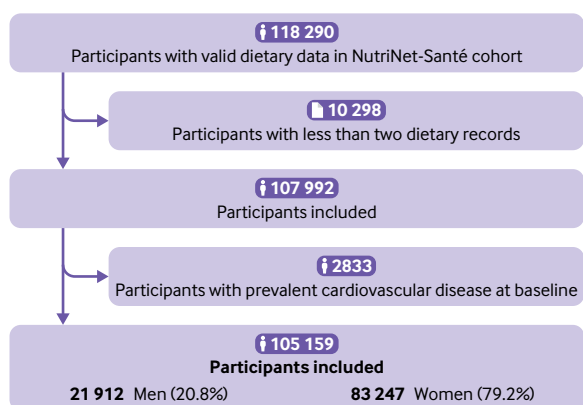 118 290
Participants with valid dietary data in NutriNet-Santé cohort
10 298
Participants with less than two dietary records
107 992
Participants included
2833
Participants with prevalent cardiovascular disease at baseline
105 159
Participants included
21 912 Men (20.8%) 83 247 Women (79.2%)